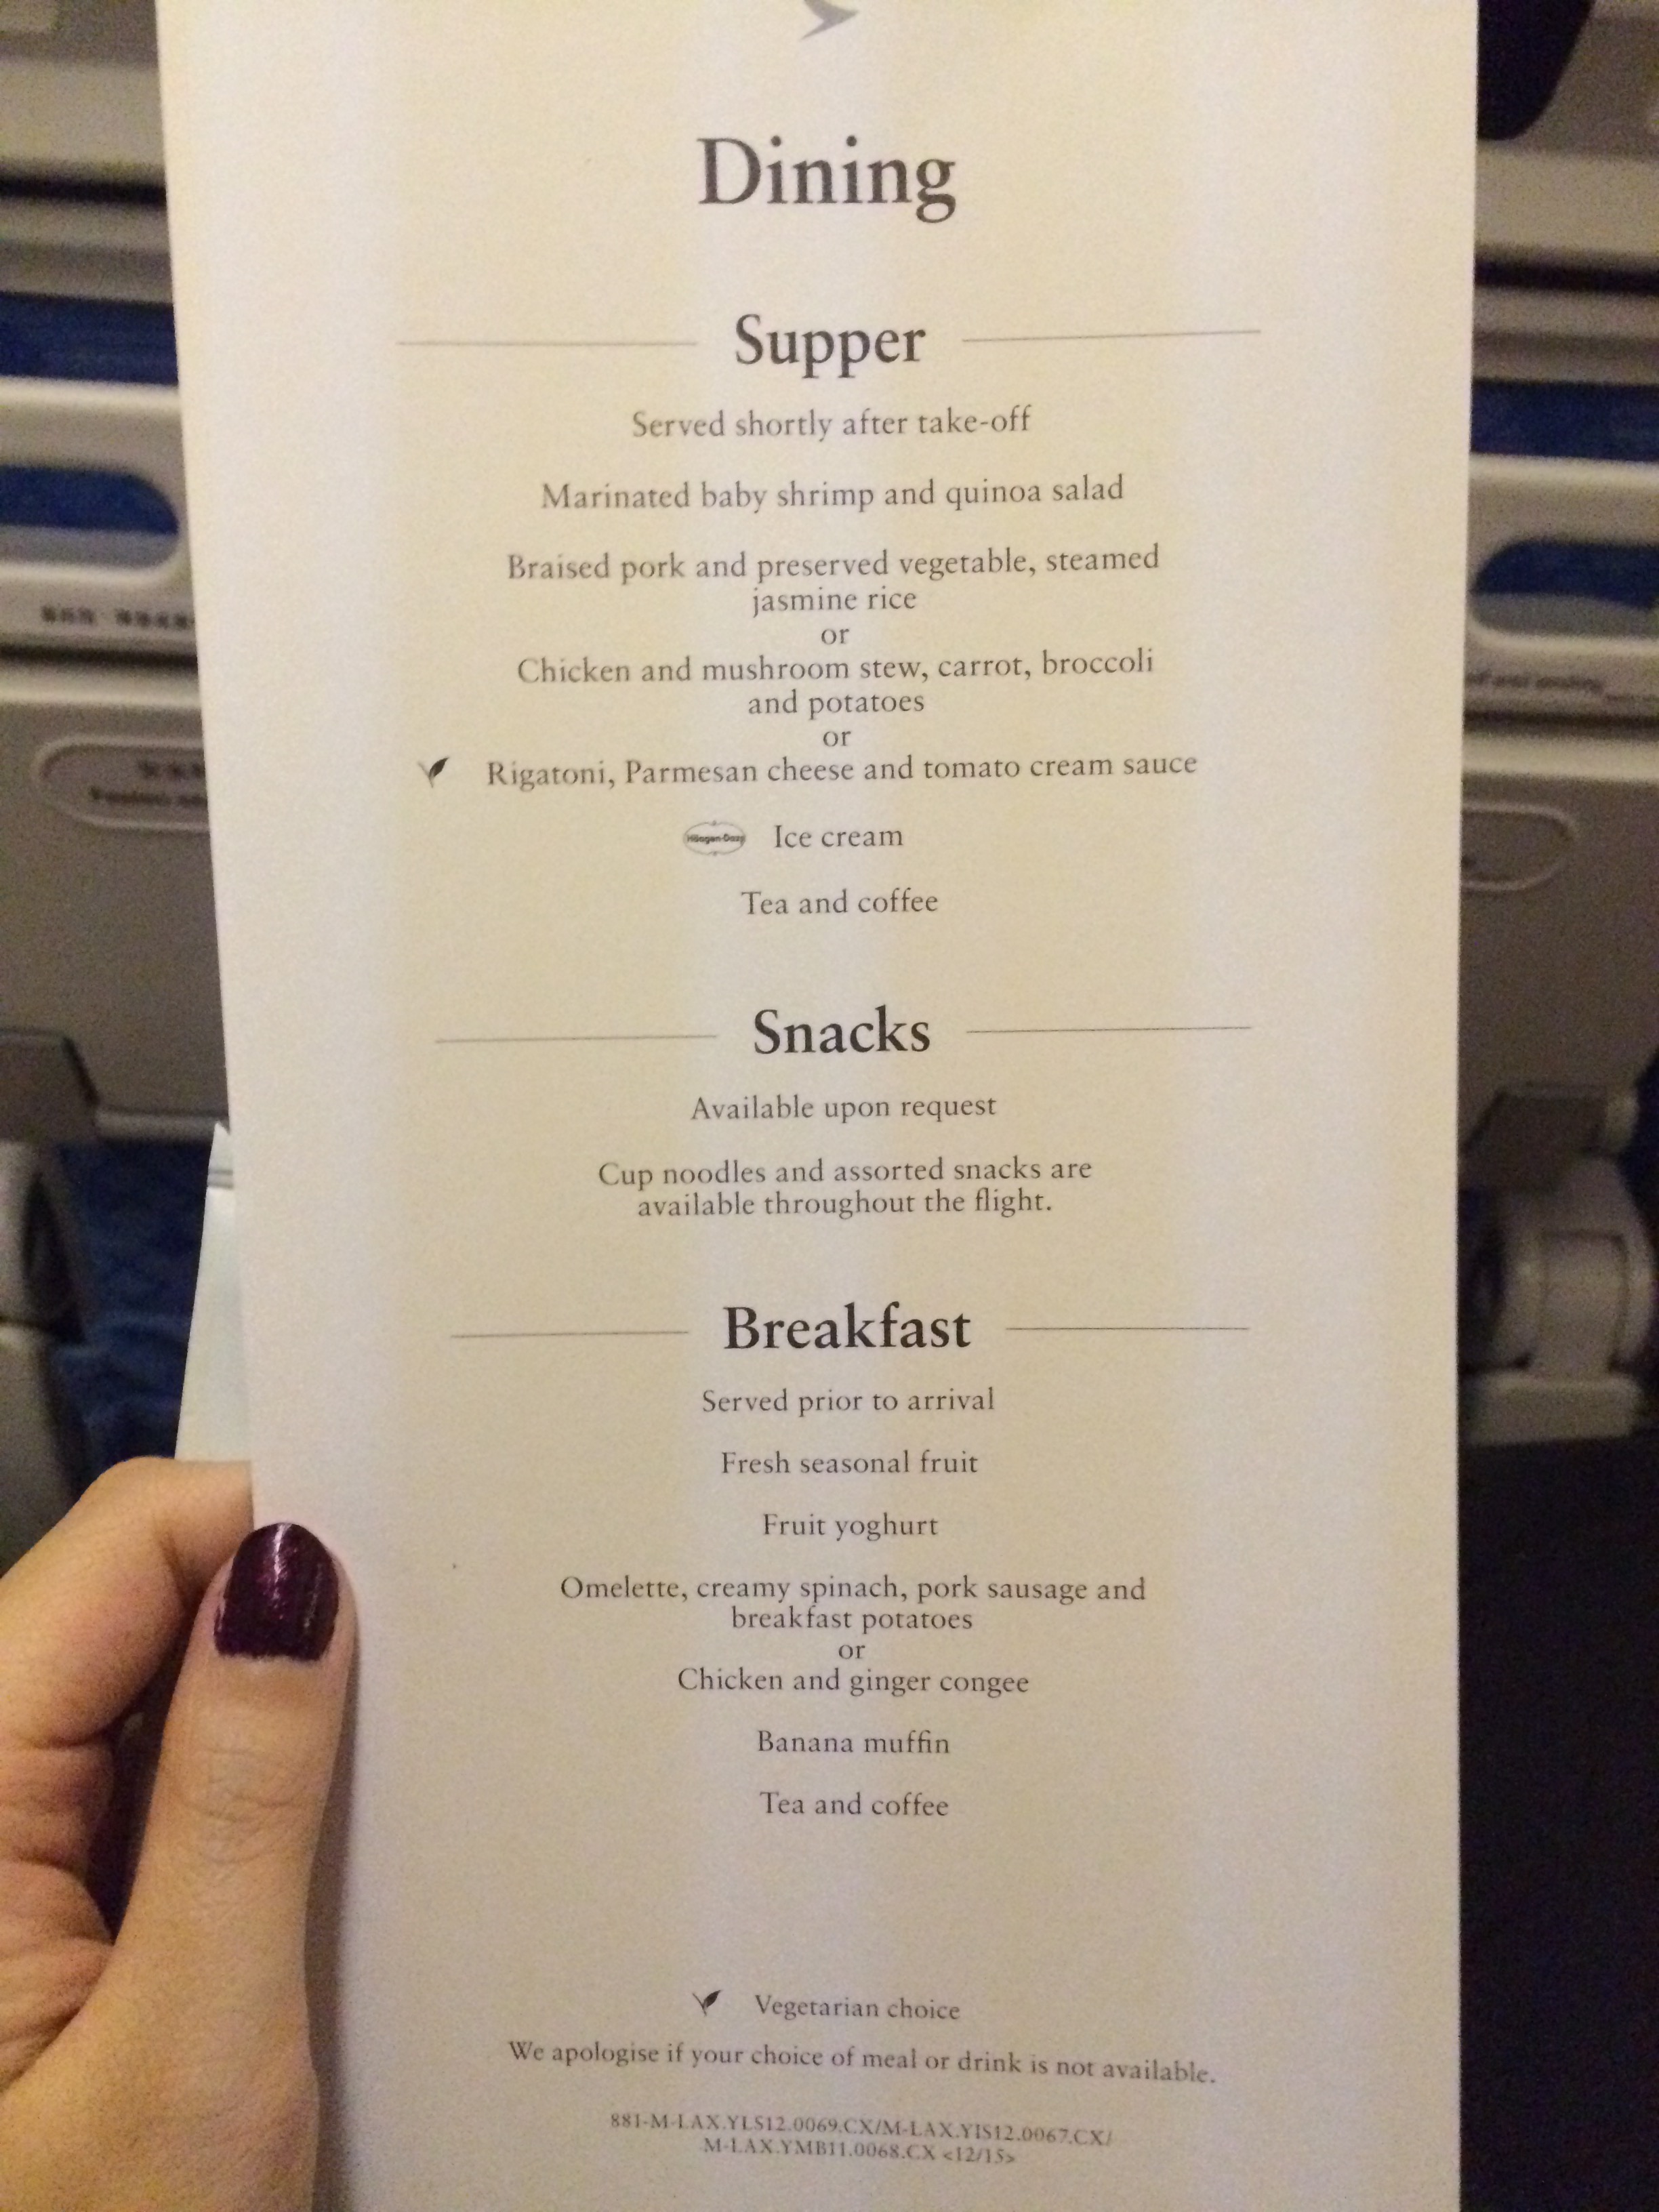 Dining
Supper
Served shortly after take-off
Marinated baby shrimp and quinoa salad
Braised pork and preserved vegetable, steamed
jasmine rice
or
Chicken and mushroom stew, carrot, broccoli
and potatoes
or
Rigatoni, Parmesan cheese and tomato cream sauce
Häagen-Dazs Ice cream
Tea and coffee
Snacks
Available upon request
Cup noodles and assorted snacks are
available throughout the flight.
Breakfast
Served prior to arrival
Fresh seasonal fruit
Fruit yoghurt
Omelette, creamy spinach, pork sausage and
breakfast potatoes
or
Chicken and ginger congee
Banana muffin
Tea and coffee
Vegetarian choice
We apologise if your choice of meal or drink is not available.
881-M-LAX.YLS12.0069.CX/M-LAX.YIS12.0067.CX/
M-LAX.YMB11.0068.CX <12/15>